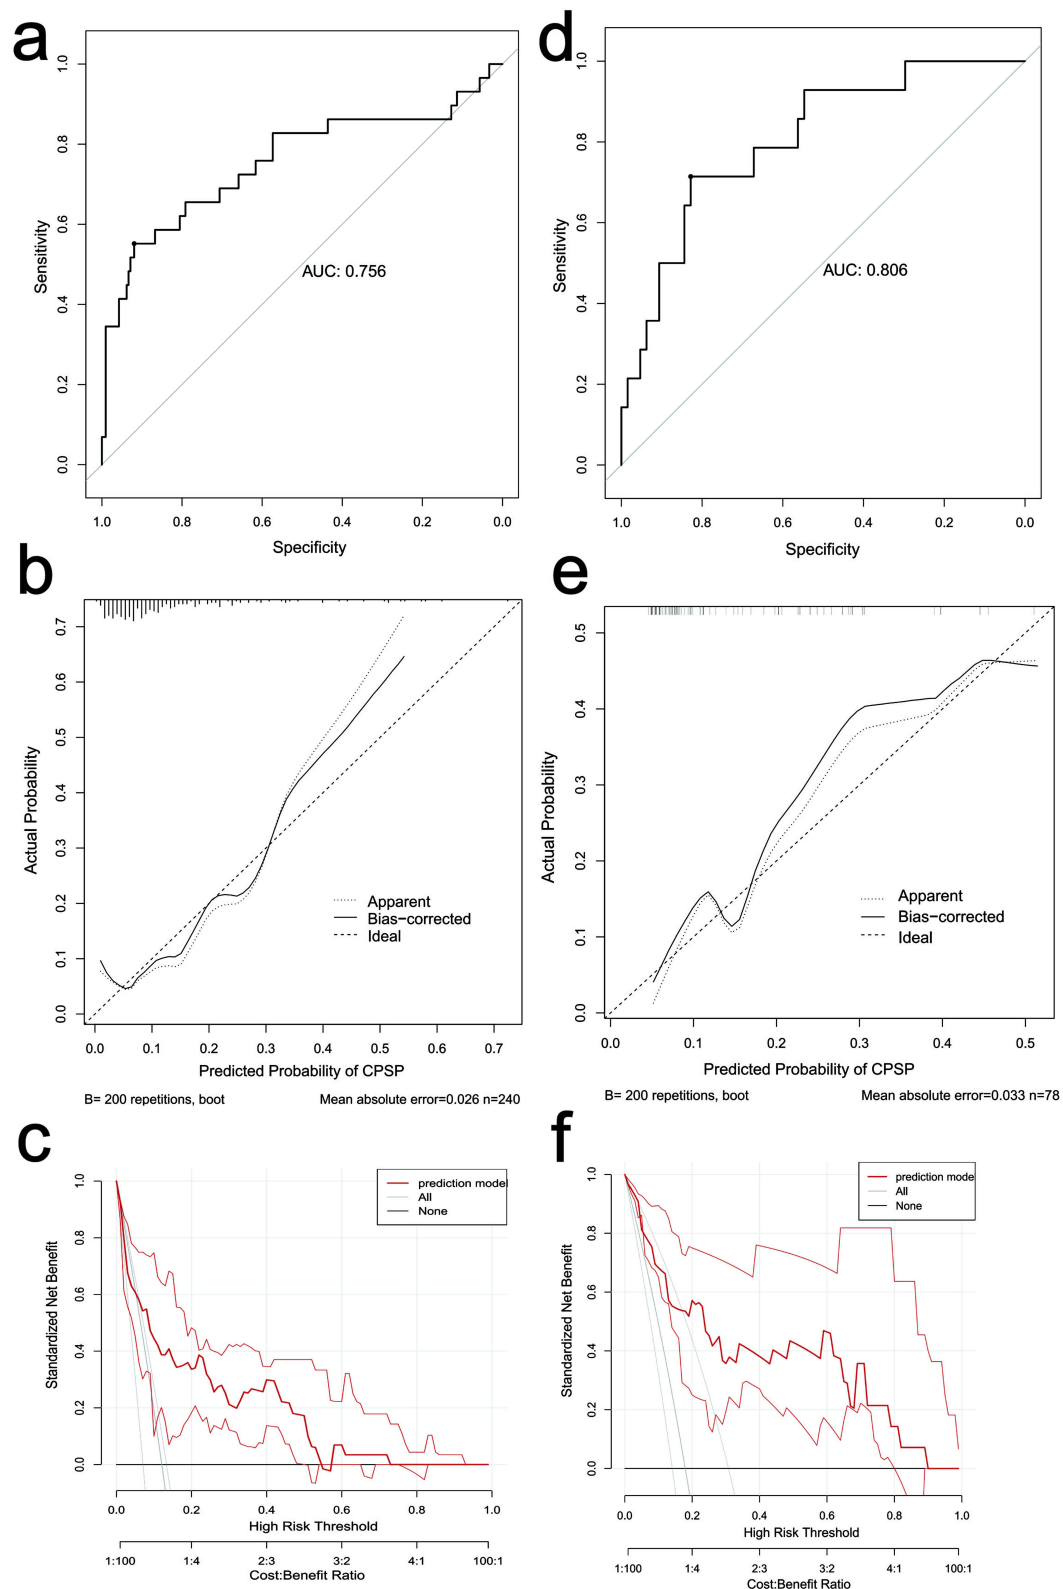 a
1.0
0.8
0.6
0.4
0.2
0.0
Sensitivity
AUC: 0.756
1.0 0.8 0.6 0.4 0.2 0.0
Specificity
d
1.0
0.8
0.6
0.4
0.2
0.0
Sensitivity
AUC: 0.806
1.0 0.8 0.6 0.4 0.2 0.0
Specificity
b
0.7
0.6
0.5
0.4
0.3
0.2
0.1
0.0
Actual Probability
Apparent
Bias-corrected
Ideal
0.0 0.1 0.2 0.3 0.4 0.5 0.6 0.7
Predicted Probability of CPSP
B= 200 repetitions, boot Mean absolute error=0.026 n=240
e
0.5
0.4
0.3
0.2
0.1
0.0
Actual Probability
Apparent
Bias-corrected
Ideal
0.0 0.1 0.2 0.3 0.4 0.5
Predicted Probability of CPSP
B= 200 repetitions, boot Mean absolute error=0.033 n=78
c
1.0
0.8
0.6
0.4
0.2
0.0
Standardized Net Benefit
prediction model
All
None
0.0 0.2 0.4 0.6 0.8 1.0
High Risk Threshold
1:100 1:4 2:3 3:2 4:1 100:1
Cost:Benefit Ratio
f
1.0
0.8
0.6
0.4
0.2
0.0
Standardized Net Benefit
prediction model
All
None
0.0 0.2 0.4 0.6 0.8 1.0
High Risk Threshold
1:100 1:4 2:3 3:2 4:1 100:1
Cost:Benefit Ratio